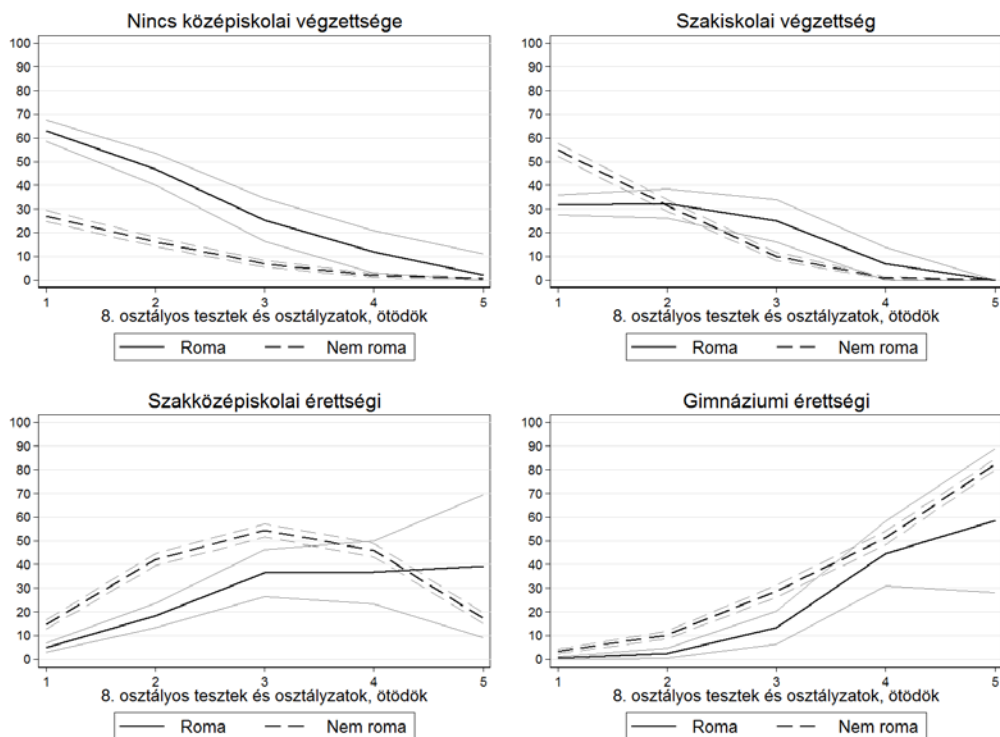 Nincs középiskolai végzettsége
100
90
80
70
60
50
40
30
20
10
0
1 2 3 4 5
8. osztályos tesztek és osztályzatok, ötödök
Roma Nem roma
Szakiskolai végzettség
100
90
80
70
60
50
40
30
20
10
0
1 2 3 4 5
8. osztályos tesztek és osztályzatok, ötödök
Roma Nem roma
Szakközépiskolai érettségi
100
90
80
70
60
50
40
30
20
10
0
1 2 3 4 5
8. osztályos tesztek és osztályzatok, ötödök
Roma Nem roma
Gimnáziumi érettségi
100
90
80
70
60
50
40
30
20
10
0
1 2 3 4 5
8. osztályos tesztek és osztályzatok, ötödök
Roma Nem roma